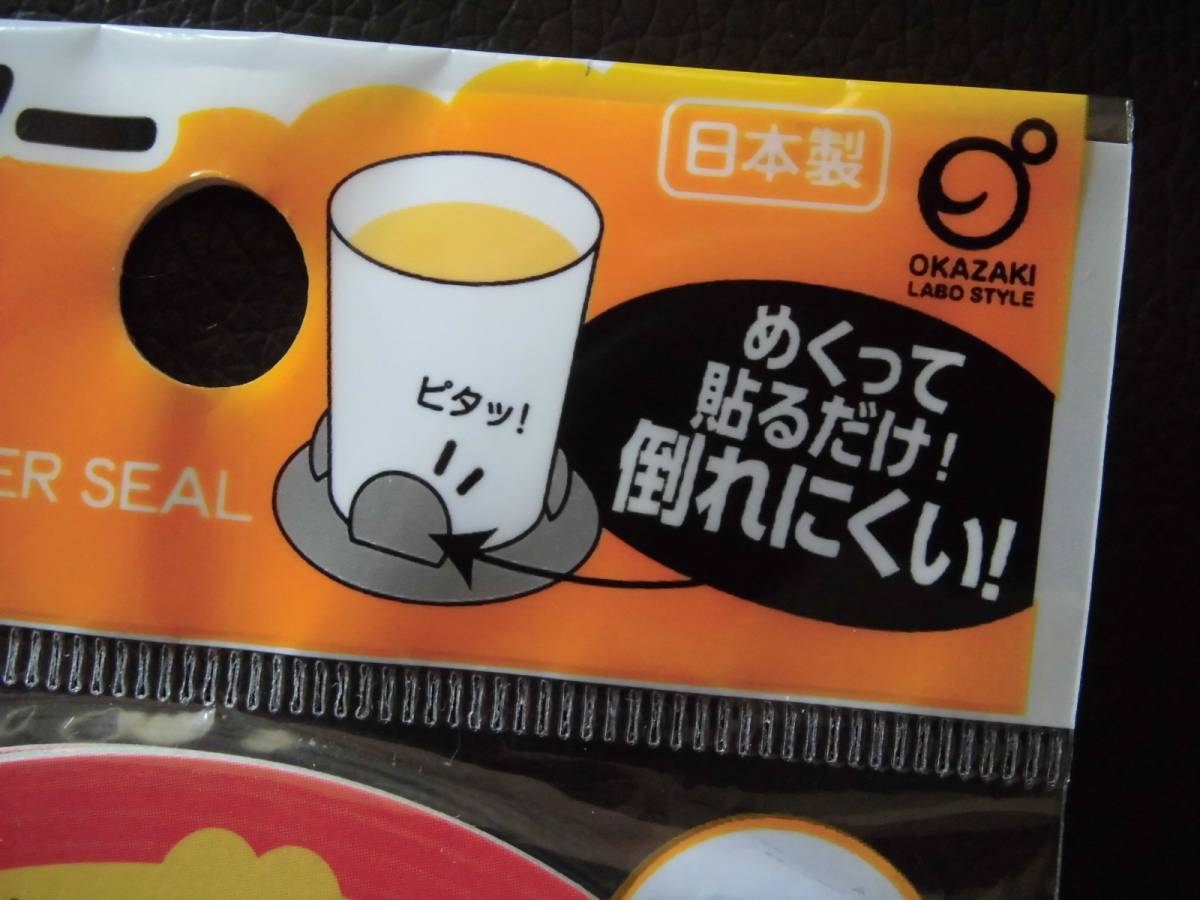 ー
日本製
OKAZAKI
LABO STYLE
めくって
貼るだけ!
倒れにくい!
ピタッ!
ER SEAL